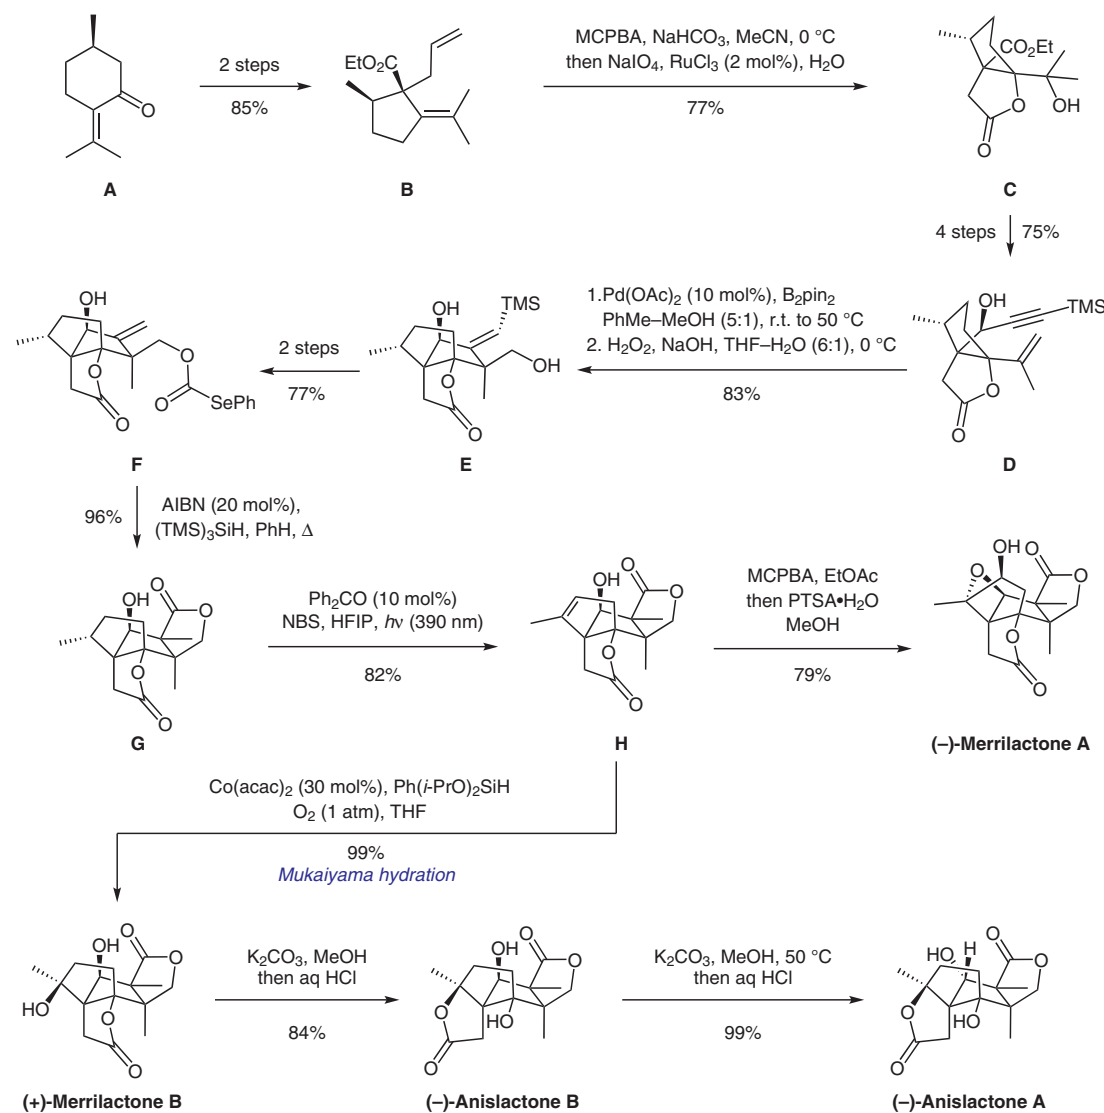 2 steps
85%
MCPBA, NaHCO₃, MeCN, 0 °C
then NaIO₄, RuCl₃ (2 mol%), H₂O
77%
O
A
EtO₂C
B
CO₂Et
O
OH
O
C
4 steps
75%
OH
TMS
O
O
D
1.Pd(OAc)₂ (10 mol%), B₂pin₂
PhMe–MeOH (5:1), r.t. to 50 °C
2. H₂O₂, NaOH, THF–H₂O (6:1), 0 °C
83%
OH
TMS
OH
O
O
E
2 steps
77%
OH
O
O
O
SePh
O
F
96%
AIBN (20 mol%),
(TMS)₃SiH, PhH, Δ
OH
O
O
O
O
G
Ph₂CO (10 mol%)
NBS, HFIP, hν (390 nm)
82%
OH
O
O
O
O
H
MCPBA, EtOAc
then PTSA•H₂O
MeOH
79%
OH
O
O
O
O
O
(–)-Merrilactone A
Co(acac)₂ (30 mol%), Ph(i-PrO)₂SiH
O₂ (1 atm), THF
99%
Mukaiyama hydration
OH
O
O
HO
O
O
(+)-Merrilactone B
K₂CO₃, MeOH
then aq HCl
84%
OH
O
O
O
HO
O
(–)-Anislactone B
K₂CO₃, MeOH, 50 °C
then aq HCl
99%
HO
H
O
O
O
HO
O
(–)-Anislactone A